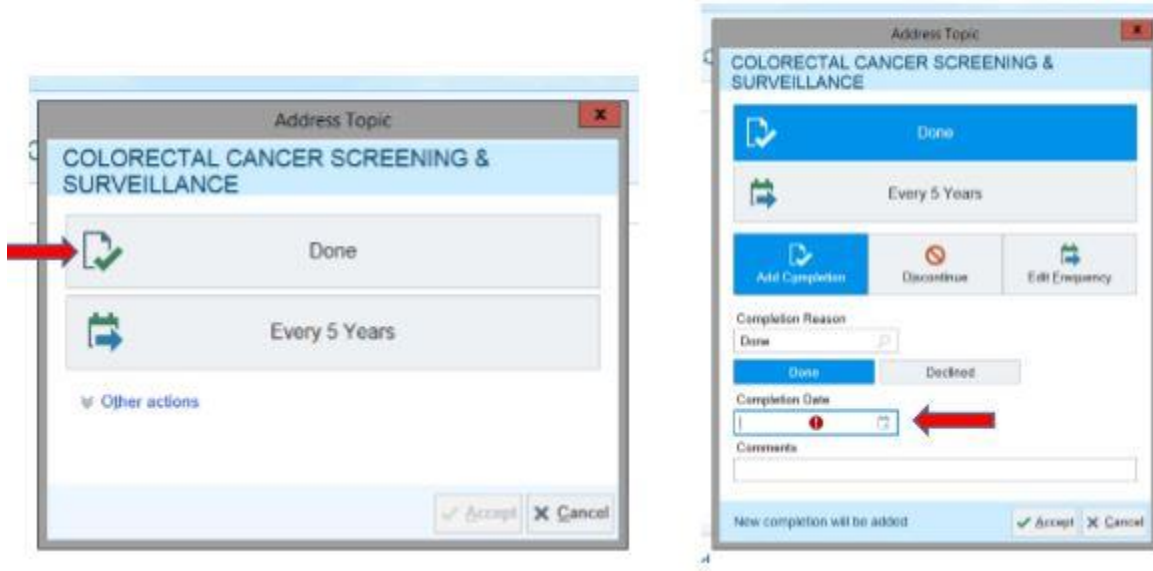 Address Topic
COLORECTAL CANCER SCREENING &
SURVEILLANCE
Done
Every 5 Years
Other actions
Accept
Cancel
Address Topic
COLORECTAL CANCER SCREENING &
SURVEILLANCE
Done
Every 5 Years
Add Completion
Discontinue
Edit Frequency
Completion Reason
Done
Done
Declined
Completion Date
Comments
New completion will be added
Accept
Cancel